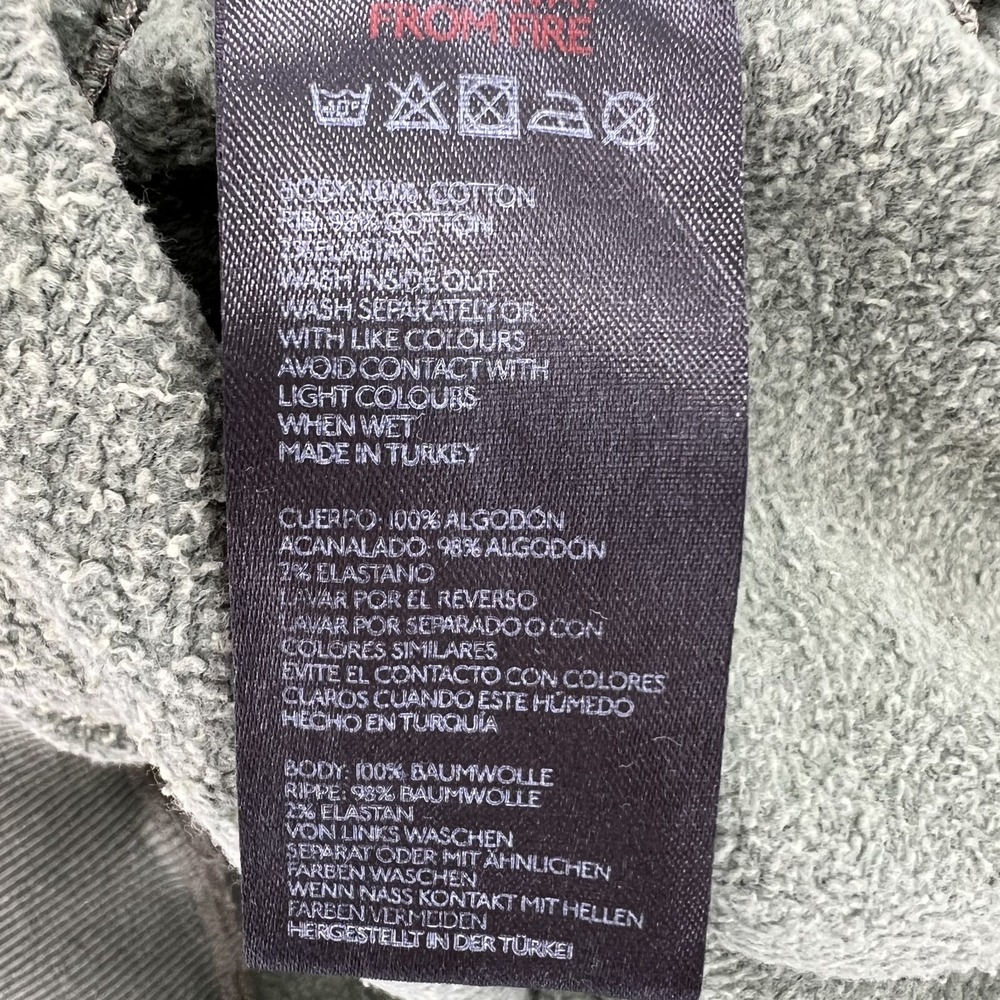 FROM FIRE
40°
BODY: 100% COTTON
RIB: 98% COTTON
2% ELASTANE
WASH INSIDE OUT
WASH SEPARATELY OR
WITH LIKE COLOURS
AVOID CONTACT WITH
LIGHT COLOURS
WHEN WET
MADE IN TURKEY
CUERPO: 100% ALGODÓN
ACANALADO: 98% ALGODÓN
2% ELASTANO
LAVAR POR EL REVERSO
LAVAR POR SEPARADO O CON
COLORES SIMILARES
EVITE EL CONTACTO CON COLORES
CLAROS CUANDO ESTE HÚMEDO
HECHO EN TURQUÍA
BODY: 100% BAUMWOLLE
RIPPE: 98% BAUMWOLLE
2% ELASTAN
VON LINKS WASCHEN
SEPARAT ODER MIT ÄHNLICHEN
FARBEN WASCHEN
WENN NASS KONTAKT MIT HELLEN
FARBEN VERMEIDEN
HERGESTELLT IN DER TÜRKEI